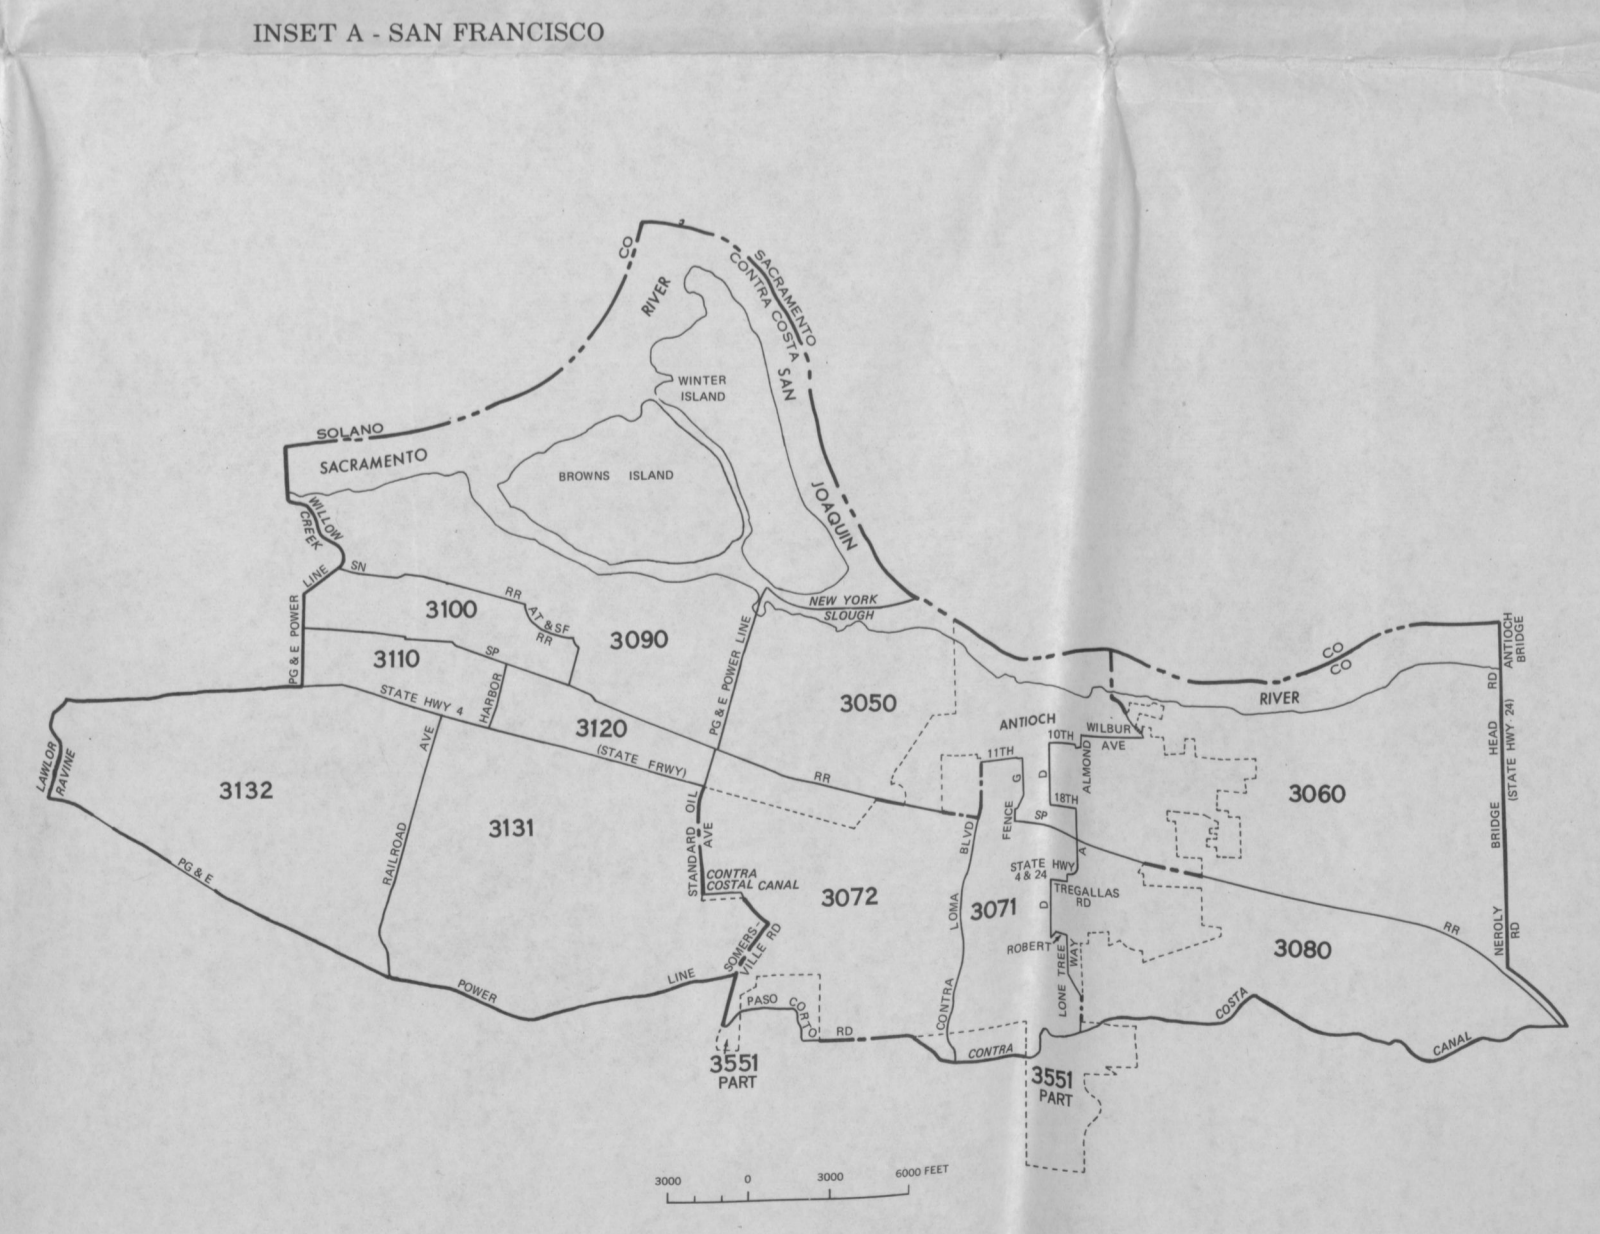 INSET A - SAN FRANCISCO
SACRAMENTO
CONTRA COSTA
CO
RIVER
SAN
JOAQUIN
WINTER
ISLAND
SOLANO
SACRAMENTO
BROWNS ISLAND
WILLOW
CREEK
LINE
SN
RR
PG & E POWER
3100
AT & SF
RR
3090
NEW YORK
SLOUGH
PG & E POWER LINE
3110
SP
STATE HWY 4
HARBOR
3120
(STATE FRWY)
RR
3050
ANTIOCH
10TH
WILBUR
AVE
11TH
G
D
ALMOND
18TH
FENCE
SP
CO
CO
RIVER
ANTIOCH
BRIDGE
RD
HEAD
BRIDGE
(STATE HWY 24)
NEROLY
RD
3060
LAWLOR
RAVINE
3132
AVE
RAILROAD
3131
STANDARD OIL
AVE
CONTRA
COSTAL CANAL
3072
BLVD
LOMA
CONTRA
3071
STATE HWY
4 & 24
A
TREGALLAS
RD
D
ROBERT
LONE TREE
WAY
3080
RR
PG & E
POWER
LINE
SOMERS-
VILLE RD
PASO
CORTO
RD
CONTRA
COSTA
CANAL
3551
PART
3551
PART
3000
0
3000
6000 FEET